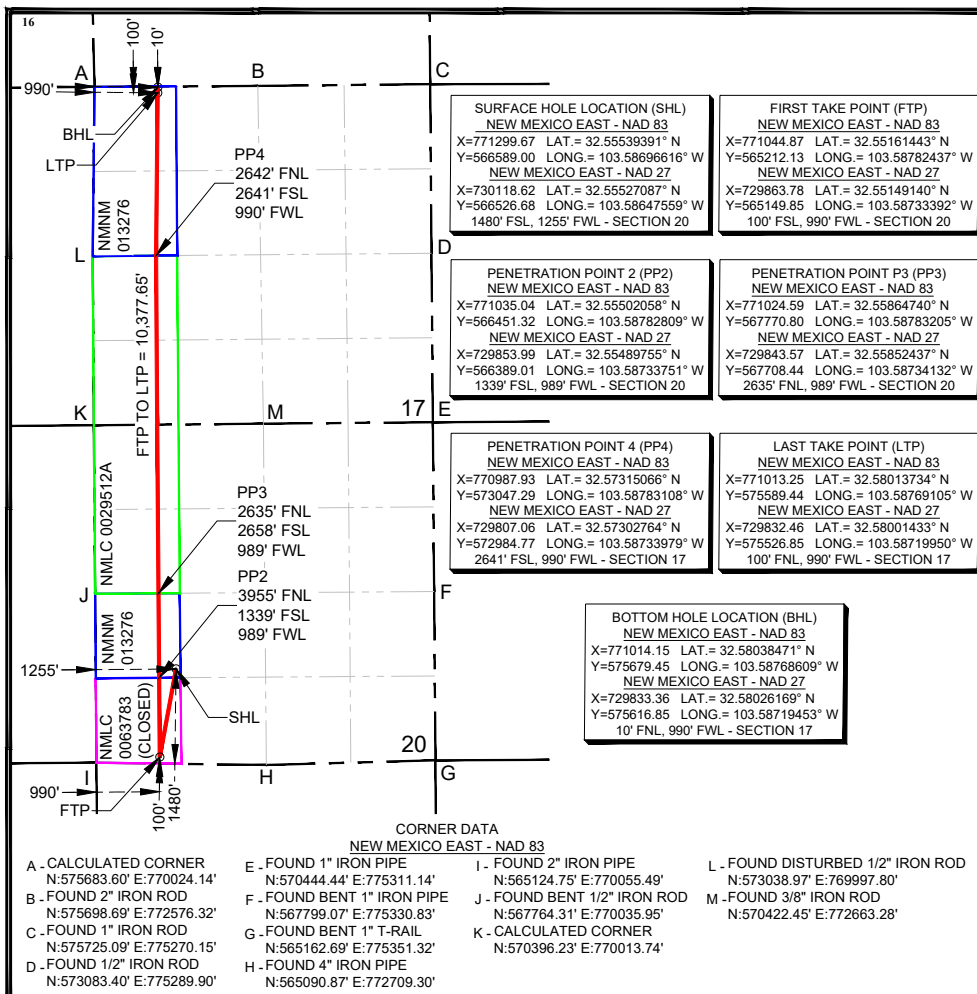 16
100'
10'
A
B
C
990'
BHL
LTP
PP4
2642' FNL
2641' FSL
990' FWL
NMNM
013276
L
D
FTP TO LTP = 10,377.65'
K
M
17
E
NMLC 0029512A
PP3
2635' FNL
2658' FSL
989' FWL
PP2
3955' FNL
1339' FSL
989' FWL
J
F
NMNM
013276
1255'
SHL
NMLC
0063783
(CLOSED)
20
I
H
G
990'
FTP
100'
1480'
SURFACE HOLE LOCATION (SHL)
NEW MEXICO EAST - NAD 83
X=771299.67 LAT.= 32.55539391° N
Y=566589.00 LONG.= 103.58696616° W
NEW MEXICO EAST - NAD 27
X=730118.62 LAT.= 32.55527087° N
Y=566526.68 LONG.= 103.58647559° W
1480' FSL, 1255' FWL - SECTION 20
FIRST TAKE POINT (FTP)
NEW MEXICO EAST - NAD 83
X=771044.87 LAT.= 32.55161443° N
Y=565212.13 LONG.= 103.58782437° W
NEW MEXICO EAST - NAD 27
X=729863.78 LAT.= 32.55149140° N
Y=565149.85 LONG.= 103.58733392° W
100' FSL, 990' FWL - SECTION 20
PENETRATION POINT 2 (PP2)
NEW MEXICO EAST - NAD 83
X=771035.04 LAT.= 32.55502058° N
Y=566451.32 LONG.= 103.58782809° W
NEW MEXICO EAST - NAD 27
X=729853.99 LAT.= 32.55489755° N
Y=566389.01 LONG.= 103.58733751° W
1339' FSL, 989' FWL - SECTION 20
PENETRATION POINT P3 (PP3)
NEW MEXICO EAST - NAD 83
X=771024.59 LAT.= 32.55864740° N
Y=567770.80 LONG.= 103.58783205° W
NEW MEXICO EAST - NAD 27
X=729843.57 LAT.= 32.55852437° N
Y=567708.44 LONG.= 103.58734132° W
2635' FNL, 989' FWL - SECTION 20
PENETRATION POINT 4 (PP4)
NEW MEXICO EAST - NAD 83
X=770987.93 LAT.= 32.57315066° N
Y=573047.29 LONG.= 103.58783108° W
NEW MEXICO EAST - NAD 27
X=729807.06 LAT.= 32.57302764° N
Y=572984.77 LONG.= 103.58733979° W
2641' FSL, 990' FWL - SECTION 17
LAST TAKE POINT (LTP)
NEW MEXICO EAST - NAD 83
X=771013.25 LAT.= 32.58013734° N
Y=575589.44 LONG.= 103.58769105° W
NEW MEXICO EAST - NAD 27
X=729832.46 LAT.= 32.58001433° N
Y=575526.85 LONG.= 103.58719950° W
100' FNL, 990' FWL - SECTION 17
BOTTOM HOLE LOCATION (BHL)
NEW MEXICO EAST - NAD 83
X=771014.15 LAT.= 32.58038471° N
Y=575679.45 LONG.= 103.58768609° W
NEW MEXICO EAST - NAD 27
X=729833.36 LAT.= 32.58026169° N
Y=575616.85 LONG.= 103.58719453° W
10' FNL, 990' FWL - SECTION 17
CORNER DATA
NEW MEXICO EAST - NAD 83
A - CALCULATED CORNER
N:575683.60' E:770024.14'
B - FOUND 2" IRON ROD
N:575698.69' E:772576.32'
C - FOUND 1" IRON ROD
N:575725.09' E:775270.15'
D - FOUND 1/2" IRON ROD
N:573083.40' E:775289.90'
E - FOUND 1" IRON PIPE
N:570444.44' E:775311.14'
F - FOUND BENT 1" IRON PIPE
N:567799.07' E:775330.83'
G - FOUND BENT 1" T-RAIL
N:565162.69' E:775351.32'
H - FOUND 4" IRON PIPE
N:565090.87' E:772709.30'
I - FOUND 2" IRON PIPE
N:565124.75' E:770055.49'
J - FOUND BENT 1/2" IRON ROD
N:567764.31' E:770035.95'
K - CALCULATED CORNER
N:570396.23' E:770013.74'
L - FOUND DISTURBED 1/2" IRON ROD
N:573038.97' E:769997.80'
M - FOUND 3/8" IRON ROD
N:570422.45' E:772663.28'